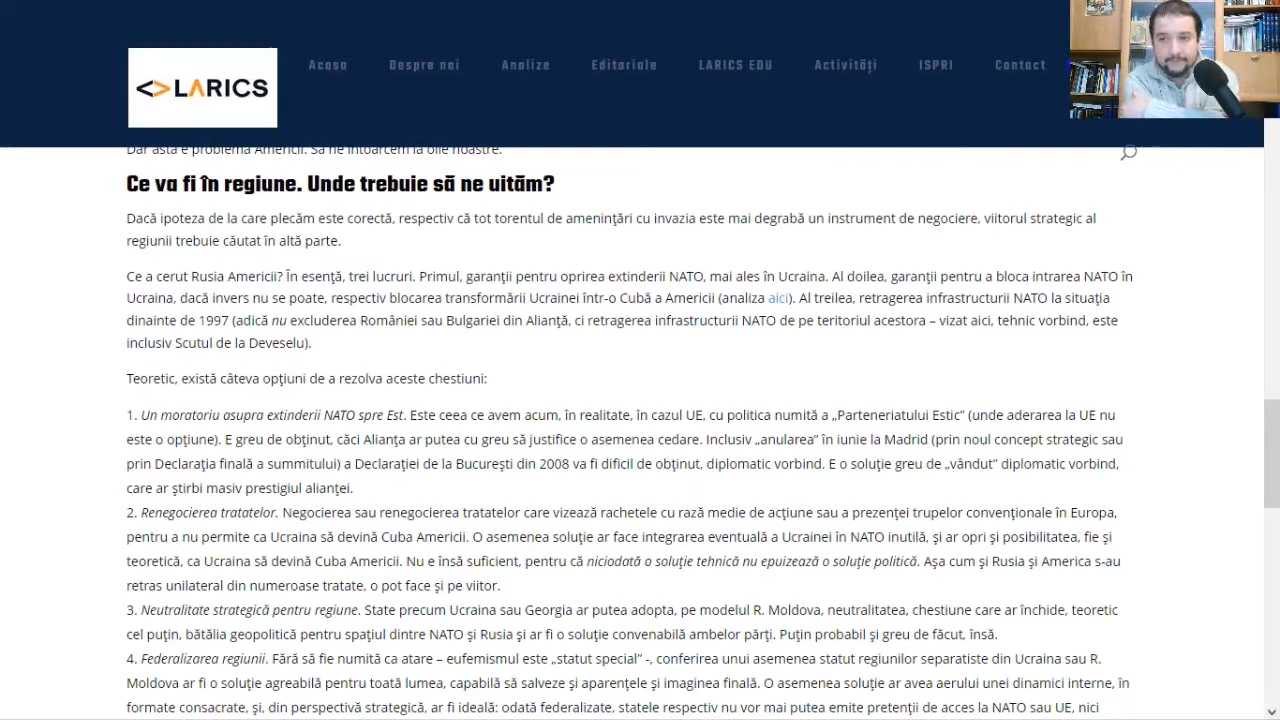 <>LARICS
Acasa Despre noi Analize Editoriale LARICS EDU Activități ISPRI Contact
Dar asta e problema Americii. Să ne întoarcem la oile noastre.
Ce va fi în regiune. Unde trebuie să ne uităm?
Dacă ipoteza de la care plecăm este corectă, respectiv că tot torentul de amenințări cu invazia este mai degrabă un instrument de negociere, viitorul strategic al
regiunii trebuie căutat în altă parte.
Ce a cerut Rusia Americii? În esență, trei lucruri. Primul, garanții pentru oprirea extinderii NATO, mai ales în Ucraina. Al doilea, garanții pentru a bloca intrarea NATO în
Ucraina, dacă invers nu se poate, respectiv blocarea transformării Ucrainei într-o Cubă a Americii (analiza aici). Al treilea, retragerea infrastructurii NATO la situația
dinainte de 1997 (adică nu excluderea României sau Bulgariei din Alianță, ci retragerea infrastructurii NATO de pe teritoriul acestora – vizat aici, tehnic vorbind, este
inclusiv Scutul de la Deveselu).
Teoretic, există câteva opțiuni de a rezolva aceste chestiuni:
1. Un moratoriu asupra extinderii NATO spre Est. Este ceea ce avem acum, în realitate, în cazul UE, cu politica numită a „Parteneriatului Estic” (unde aderarea la UE nu
este o opțiune). E greu de obținut, căci Alianța ar putea cu greu să justifice o asemenea cedare. Inclusiv „anularea” în iunie la Madrid (prin noul concept strategic sau
prin Declarația finală a summitului) a Declarației de la București din 2008 va fi dificil de obținut, diplomatic vorbind. E o soluție greu de „vândut” diplomatic vorbind,
care ar știrbi masiv prestigiul alianței.
2. Renegocierea tratatelor. Negocierea sau renegocierea tratatelor care vizează rachetele cu rază medie de acțiune sau a prezenței trupelor convenționale în Europa,
pentru a nu permite ca Ucraina să devină Cuba Americii. O asemenea soluție ar face integrarea eventuală a Ucrainei în NATO inutilă, și ar opri și posibilitatea, fie și
teoretică, ca Ucraina să devină Cuba Americii. Nu e însă suficient, pentru că niciodată o soluție tehnică nu epuizează o soluție politică. Așa cum și Rusia și America s-au
retras unilateral din numeroase tratate, o pot face și pe viitor.
3. Neutralitate strategică pentru regiune. State precum Ucraina sau Georgia ar putea adopta, pe modelul R. Moldova, neutralitatea, chestiune care ar închide, teoretic
cel puțin, bătălia geopolitică pentru spațiul dintre NATO și Rusia și ar fi o soluție convenabilă ambelor părți. Puțin probabil și greu de făcut, însă.
4. Federalizarea regiunii. Fără să fie numită ca atare – eufemismul este „statut special” -, conferirea unui asemenea statut regiunilor separatiste din Ucraina sau R.
Moldova ar fi o soluție agreabilă pentru toată lumea, capabilă să salveze și aparențele și imaginea finală. O asemenea soluție ar avea aerului unei dinamici interne, în
formate consacrate, și, din perspectivă strategică, ar fi ideală: odată federalizate, statele respectiv nu vor mai putea emite pretenții de acces la NATO sau UE, nici